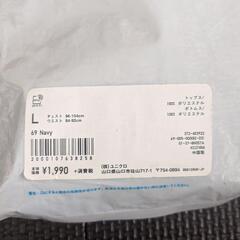 L
チェスト 96-104cm
ウエスト 84-92cm
69 Navy
2000107638258
¥1,990 +消費税
トップス/
100% ポリエステル
ボトムス/
100% ポリエステル
中国製
(株)ユニクロ
山口県山口市佐山717-1 〒754-0894